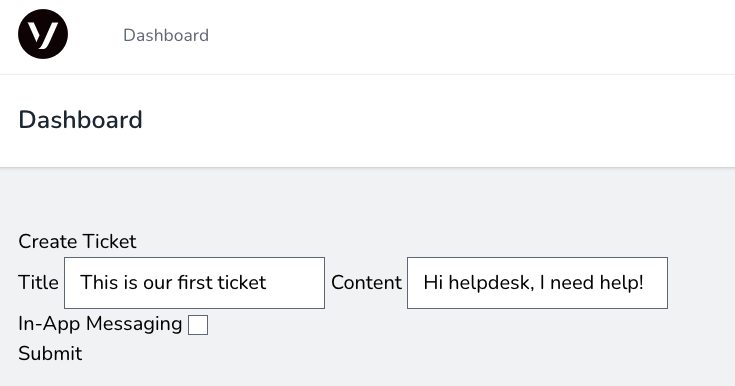 Dashboard
Dashboard
Create Ticket
Title This is our first ticket Content Hi helpdesk, I need help!
In-App Messaging
Submit